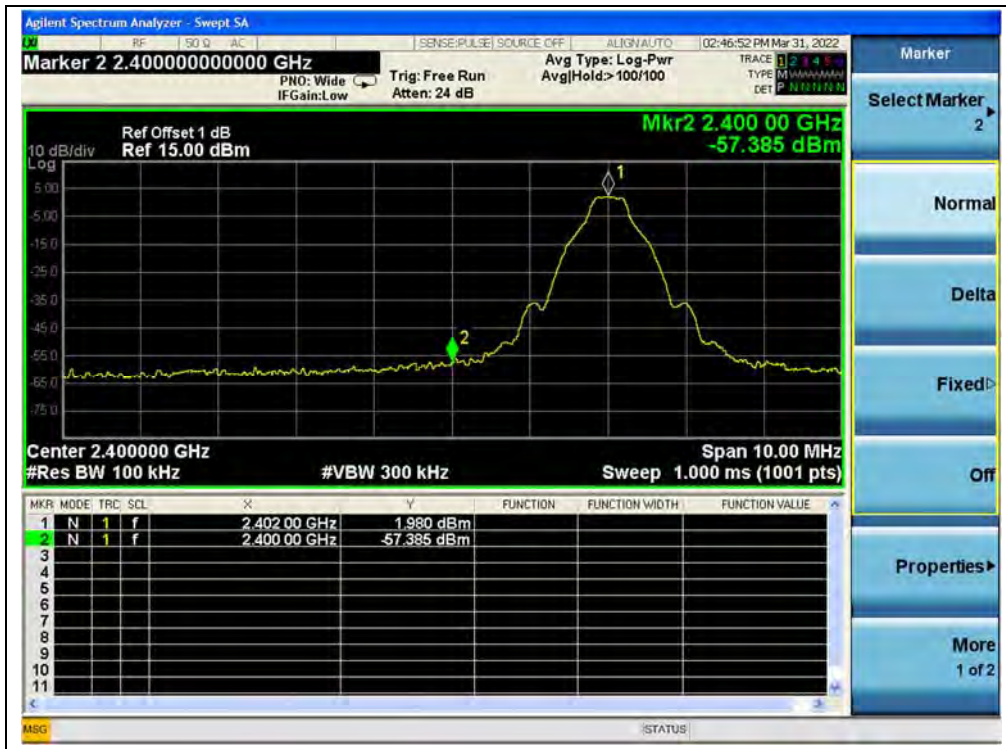 Agilent Spectrum Analyzer - Swept SA
LXI RF 50 Ω AC SENSE:PULSE SOURCE OFF ALIGN AUTO 02:46:52 PM Mar 31, 2022
Marker 2 2.400000000000 GHz
PNO: Wide Trig: Free Run Avg Type: Log-Pwr TRACE 1 2 3 4 5 6
IFGain:Low Atten: 24 dB Avg|Hold:> 100/100 TYPE M
DET P N N N N N
Mkr2 2.400 00 GHz
-57.385 dBm
Ref Offset 1 dB
10 dB/div Ref 15.00 dBm
Log
5.00
-5.00
-15.0
-25.0
-35.0
-45.0
-55.0
-65.0
-75.0
1
2
Center 2.400000 GHz Span 10.00 MHz
#Res BW 100 kHz #VBW 300 kHz Sweep 1.000 ms (1001 pts)
MKR MODE TRC SCL X Y FUNCTION FUNCTION WIDTH FUNCTION VALUE
1 N 1 f 2.402 00 GHz 1.980 dBm
2 N 1 f 2.400 00 GHz -57.385 dBm
3
4
5
6
7
8
9
10
11
MSG STATUS
Marker
Select Marker
2
Normal
Delta
Fixed
Off
Properties
More
1 of 2